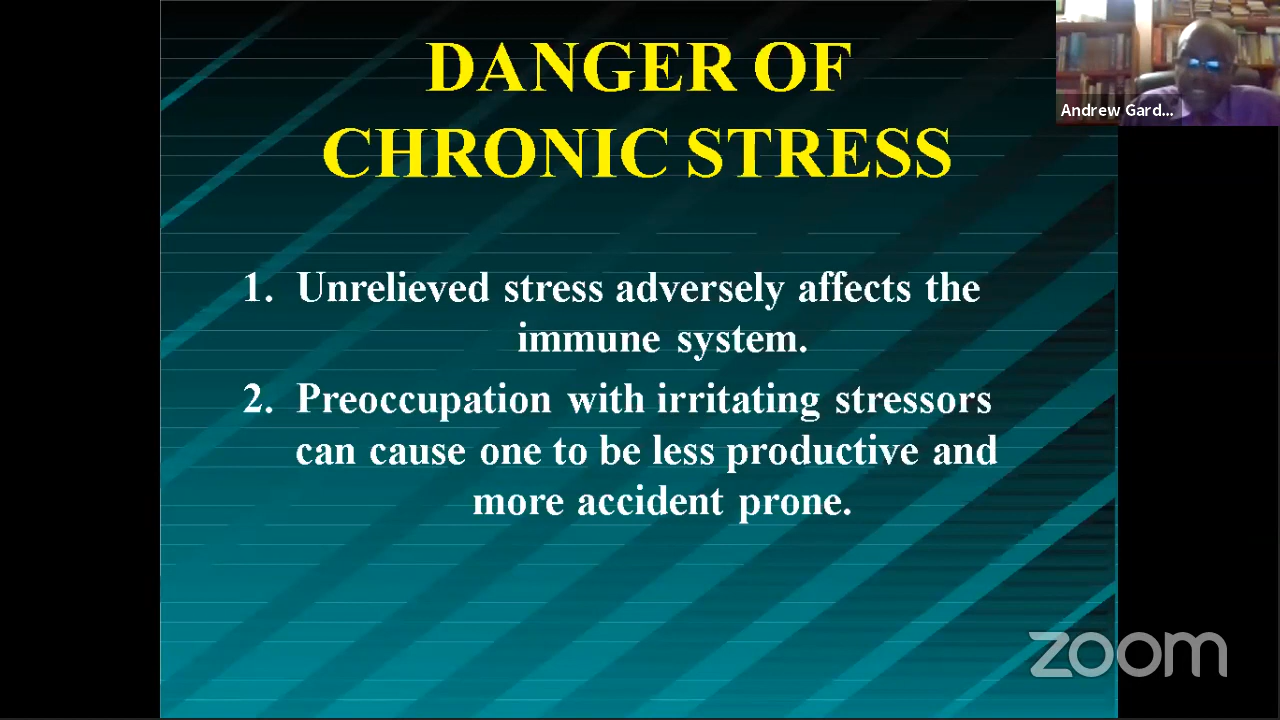 DANGER OF
CHRONIC STRESS
Andrew Gard...
1. Unrelieved stress adversely affects the
immune system.
2. Preoccupation with irritating stressors
can cause one to be less productive and
more accident prone.
zoom